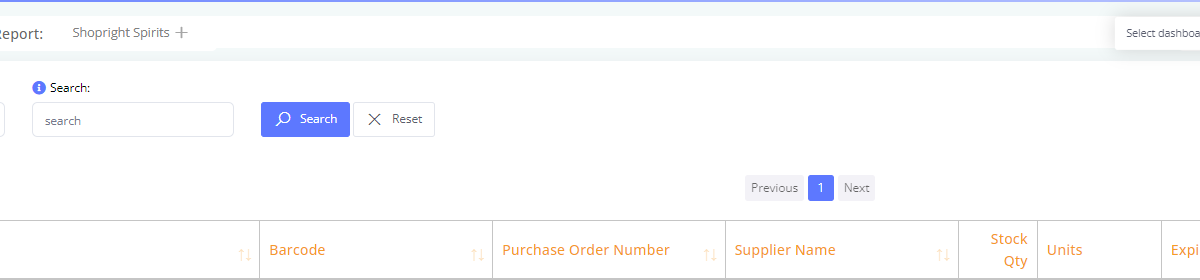 Report:
Shopright Spirits
Select dashboa
Search:
search
Search
Reset
Previous 1 Next
Barcode
Purchase Order Number
Supplier Name
Stock
Qty
Units
Expi